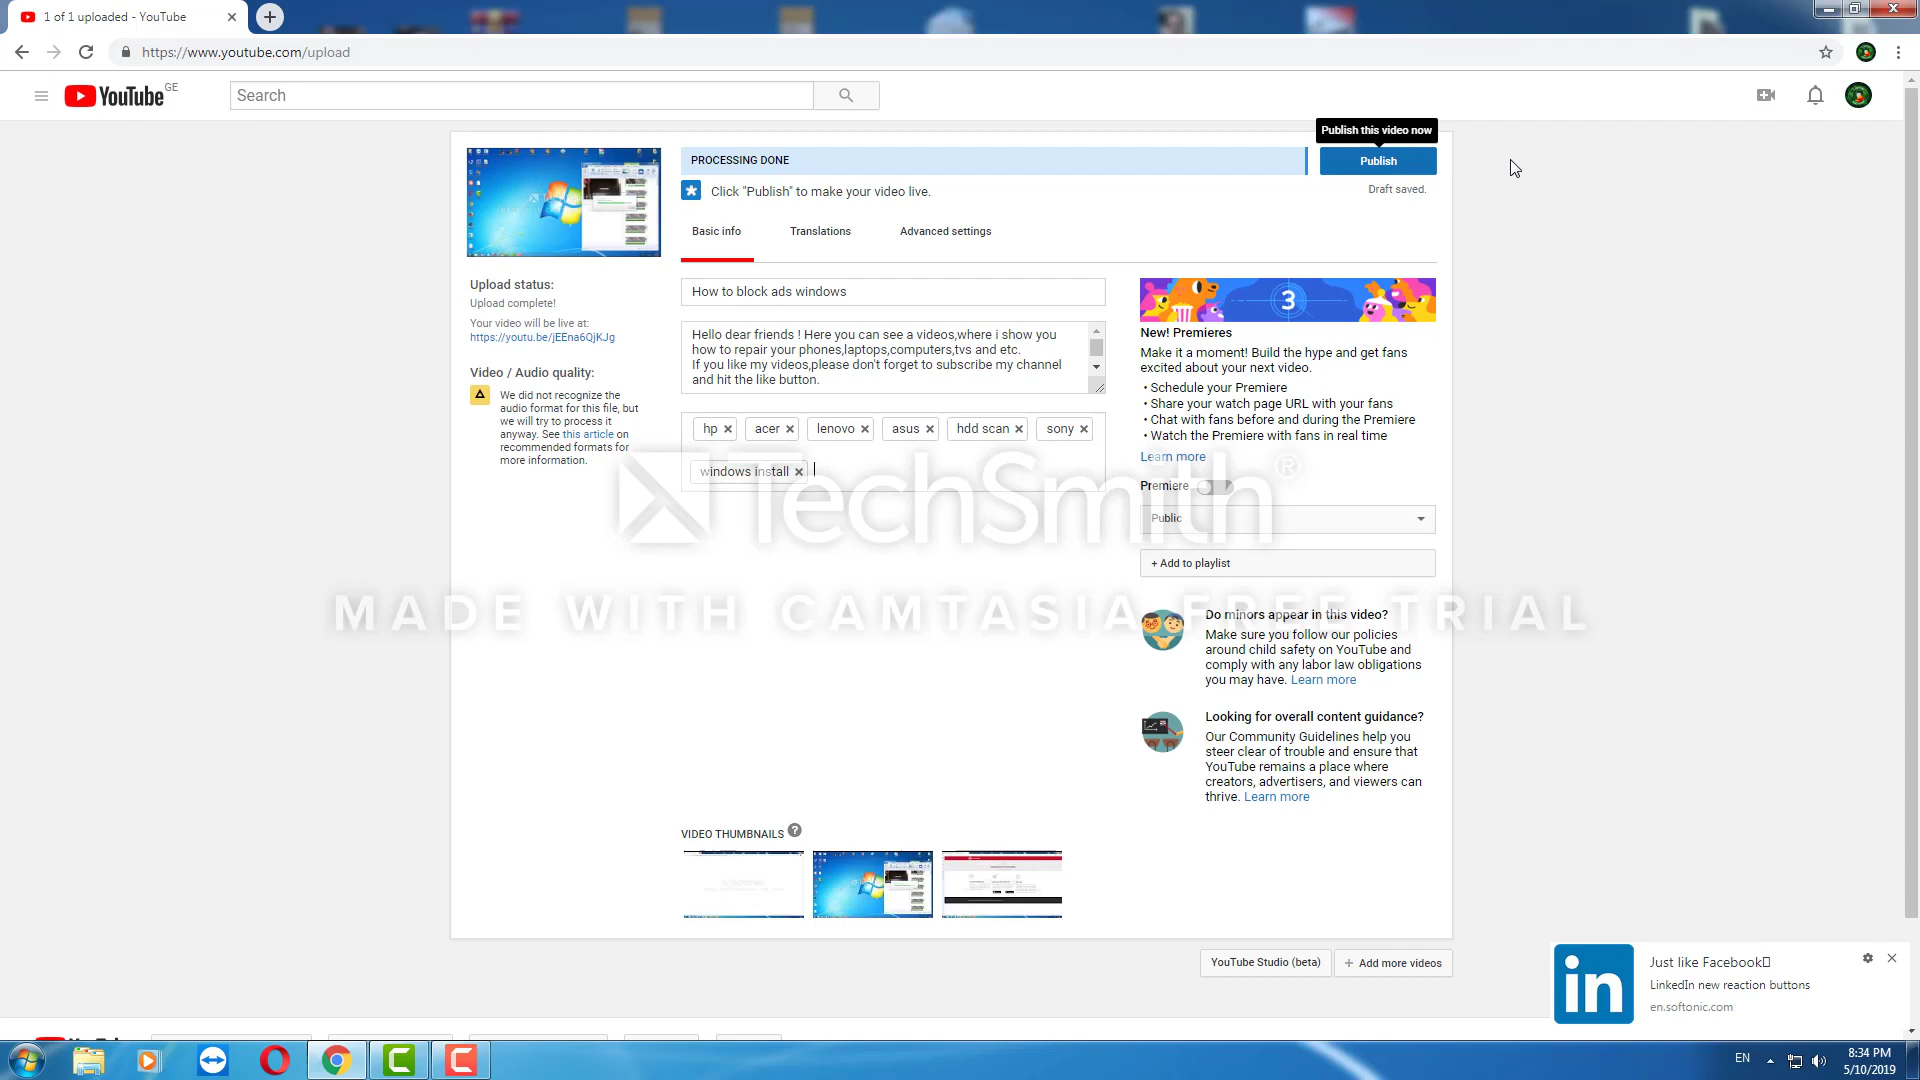 1 of 1 uploaded - YouTube
https://www.youtube.com/upload
YouTube GE
Search
Publish this video now
PROCESSING DONE
Publish
Click "Publish" to make your video live.
Draft saved.
Basic info
Translations
Advanced settings
Upload status:
Upload complete!
Your video will be live at:
https://youtu.be/jEEna6QjKJg
Video / Audio quality:
We did not recognize the
audio format for this file, but
we will try to process it
anyway. See this article on
recommended formats for
more information.
How to block ads windows
Hello dear friends ! Here you can see a videos,where i show you
how to repair your phones,laptops,computers,tvs and etc.
If you like my videos,please don't forget to subscribe my channel
and hit the like button.
hp
acer
lenovo
asus
hdd scan
sony
windows install
3
New! Premieres
Make it a moment! Build the hype and get fans
excited about your next video.
• Schedule your Premiere
• Share your watch page URL with your fans
• Chat with fans before and during the Premiere
• Watch the Premiere with fans in real time
Learn more
Premiere
Public
+ Add to playlist
TechSmith®
MADE WITH CAMTASIA FREE TRIAL
Do minors appear in this video?
Make sure you follow our policies
around child safety on YouTube and
comply with any labor law obligations
you may have. Learn more
Looking for overall content guidance?
Our Community Guidelines help you
steer clear of trouble and ensure that
YouTube remains a place where
creators, advertisers, and viewers can
thrive. Learn more
VIDEO THUMBNAILS ?
YouTube Studio (beta)
+ Add more videos
in
Just like Facebook
LinkedIn new reaction buttons
en.softonic.com
EN
8:34 PM
5/10/2019